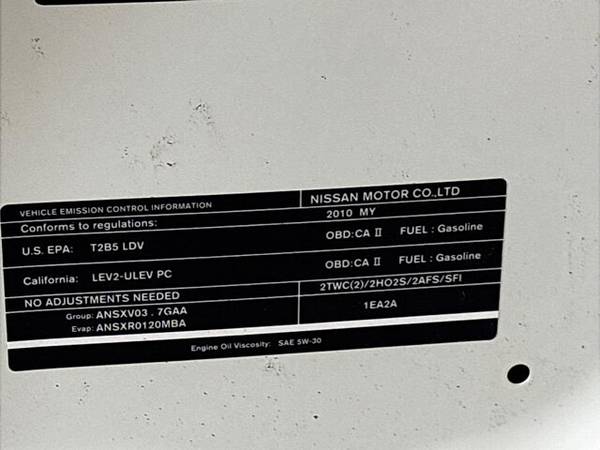 VEHICLE EMISSION CONTROL INFORMATION
NISSAN MOTOR CO.,LTD
Conforms to regulations:
2010 MY
U.S. EPA: T2B5 LDV
OBD:CA II FUEL : Gasoline
California: LEV2-ULEV PC
OBD:CA II FUEL : Gasoline
NO ADJUSTMENTS NEEDED
2TWC(2)/2HO2S/2AFS/SFI
Group: ANSXV03 . 7GAA
1EA2A
Evap: ANSXR0120MBA
Engine Oil Viscosity: SAE 5W-30